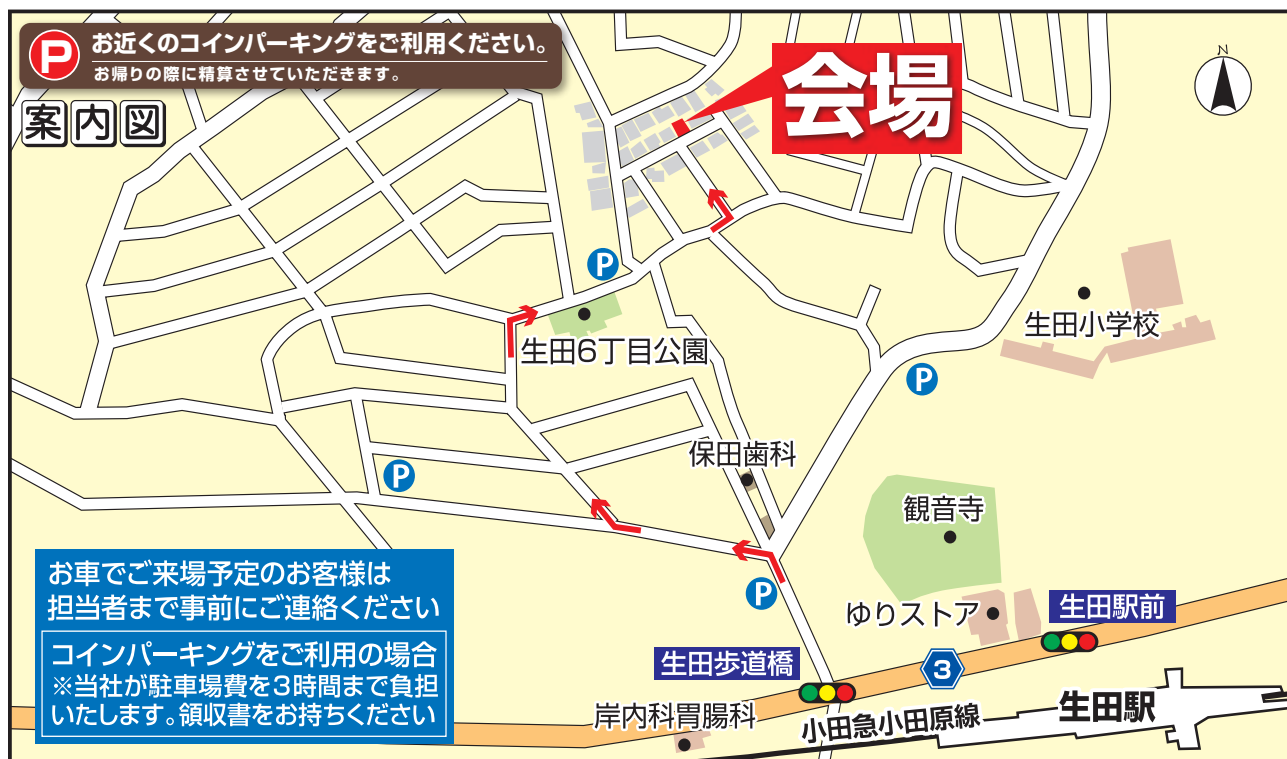 P
お近くのコインパーキングをご利用ください。
お帰りの際に精算させていただきます。
案内図
会場
N
P
生田小学校
生田6丁目公園
P
保田歯科
P
観音寺
お車でご来場予定のお客様は
担当者まで事前にご連絡ください
P
コインパーキングをご利用の場合
※当社が駐車場費を3時間まで負担
いたします。領収書をお持ちください
ゆりストア
生田駅前
生田歩道橋
3
岸内科胃腸科
小田急小田原線
生田駅